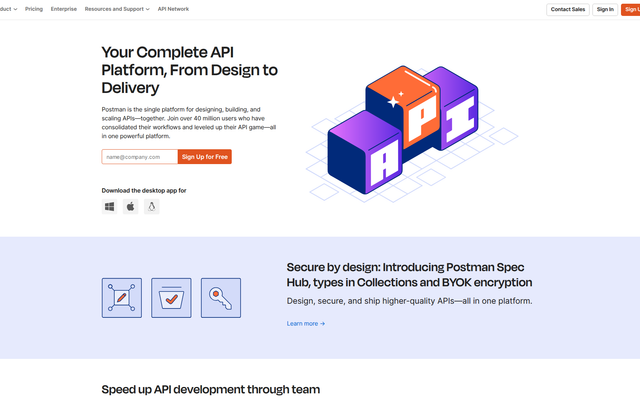 Pricing
Enterprise
Resources and Support
API Network
Contact Sales
Sign In
Sign
Your Complete API
Platform, From Design to
Delivery
Postman is the single platform for designing, building, and
scaling APIs—together. Join over 40 million users who have
consolidated their workflows and leveled up their API game—all
in one powerful platform.
name@company.com
Sign Up for Free
Download the desktop app for
A
P
I
Secure by design: Introducing Postman Spec
Hub, types in Collections and BYOK encryption
Design, secure, and ship higher-quality APIs—all in one platform.
Learn more →
Speed up API development through team